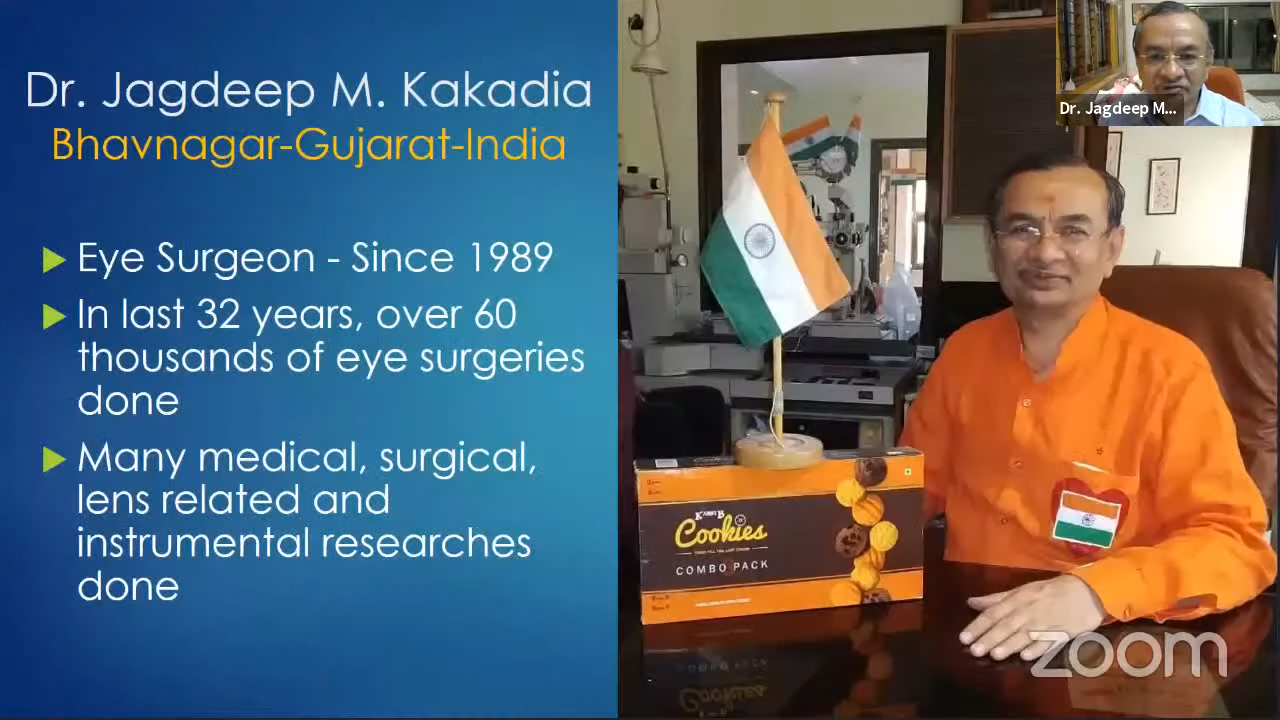 Dr. Jagdeep M. Kakadia
Bhavnagar-Gujarat-India
Eye Surgeon - Since 1989
In last 32 years, over 60
thousands of eye surgeries
done
Many medical, surgical,
lens related and
instrumental researches
done
Dr. Jagdeep M...
Cookies
COMBO PACK
zoom